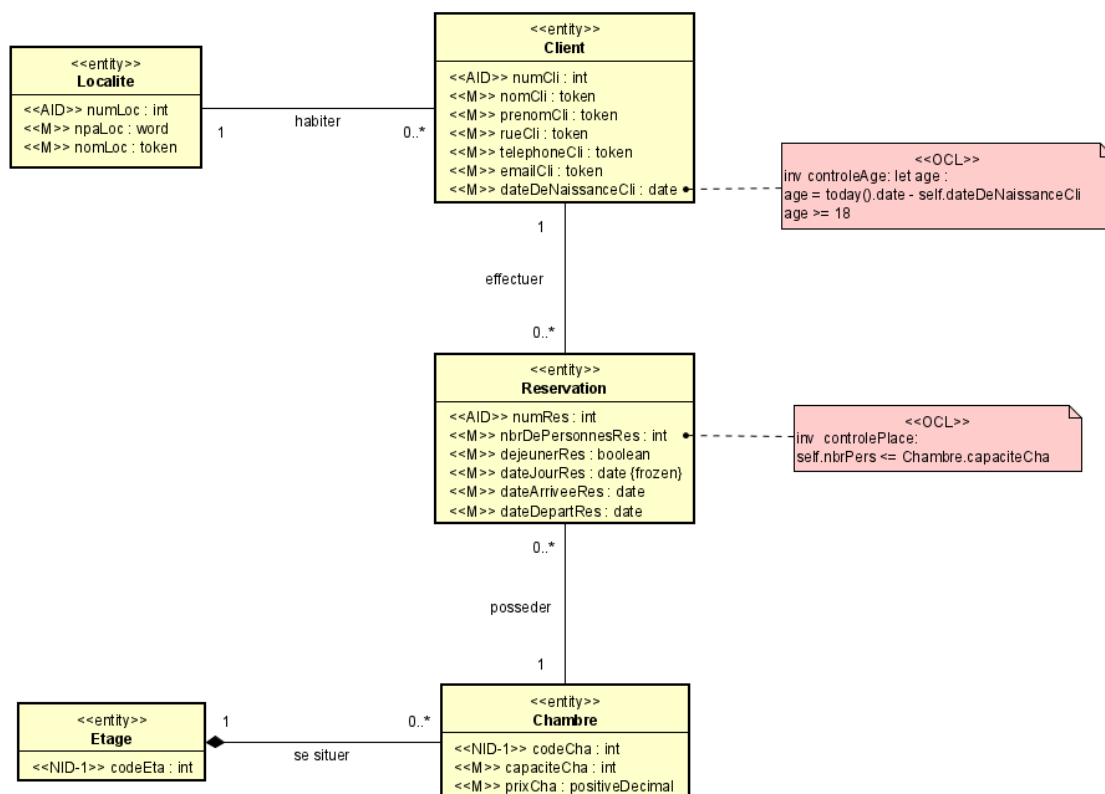 <<entity>>
Localite
<<AID>> numLoc : int
<<M>> npaLoc : word
<<M>> nomLoc : token
1
habiter
0..*
<<entity>>
Client
<<AID>> numCli : int
<<M>> nomCli : token
<<M>> prenomCli : token
<<M>> rueCli : token
<<M>> telephoneCli : token
<<M>> emailCli : token
<<M>> dateDeNaissanceCli : date
<<OCL>>
inv controleAge: let age :
age = today().date - self.dateDeNaissanceCli
age >= 18
1
effectuer
0..*
<<entity>>
Reservation
<<AID>> numRes : int
<<M>> nbrDePersonnesRes : int
<<M>> dejeunerRes : boolean
<<M>> dateJourRes : date {frozen}
<<M>> dateArriveeRes : date
<<M>> dateDepartRes : date
<<OCL>>
inv controlePlace:
self.nbrPers <= Chambre.capaciteCha
0..*
posseder
1
<<entity>>
Etage
<<NID-1>> codeEta : int
1
se situer
0..*
<<entity>>
Chambre
<<NID-1>> codeCha : int
<<M>> capaciteCha : int
<<M>> prixCha : positiveDecimal